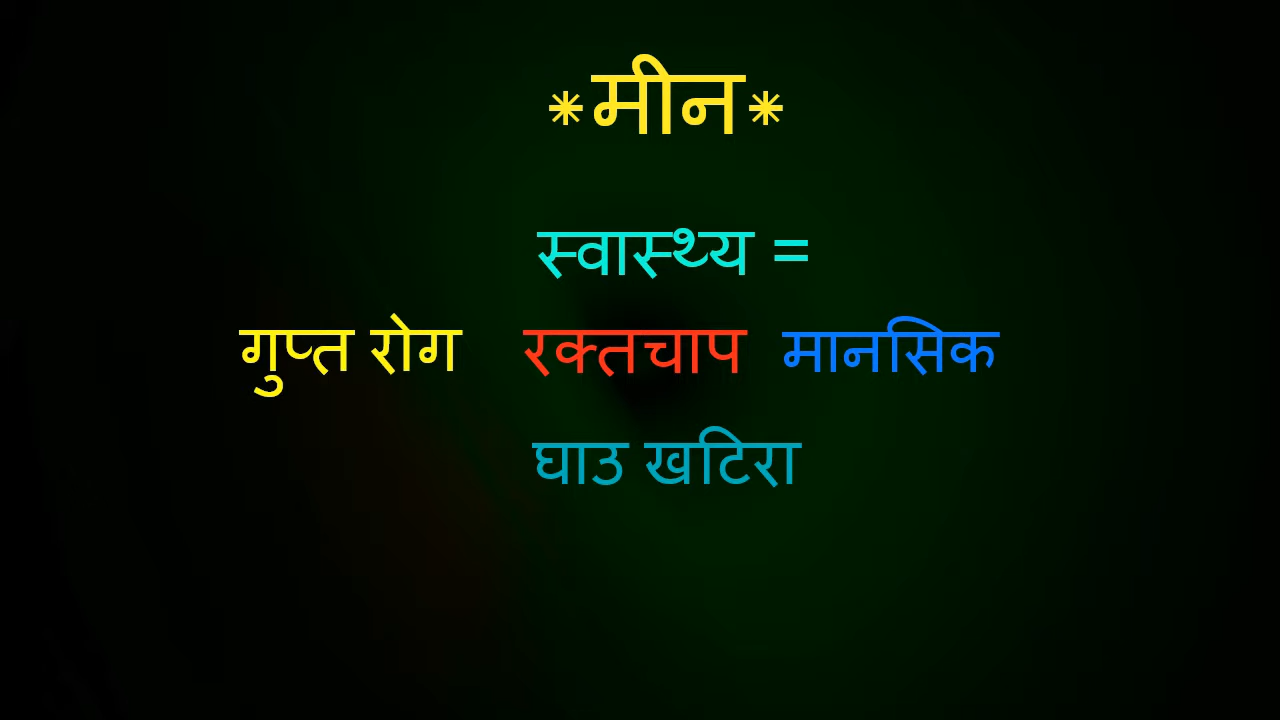 *मीन*
स्वास्थ्य =
गुप्त रोग रक्तचाप मानसिक
घाउ खटिरा